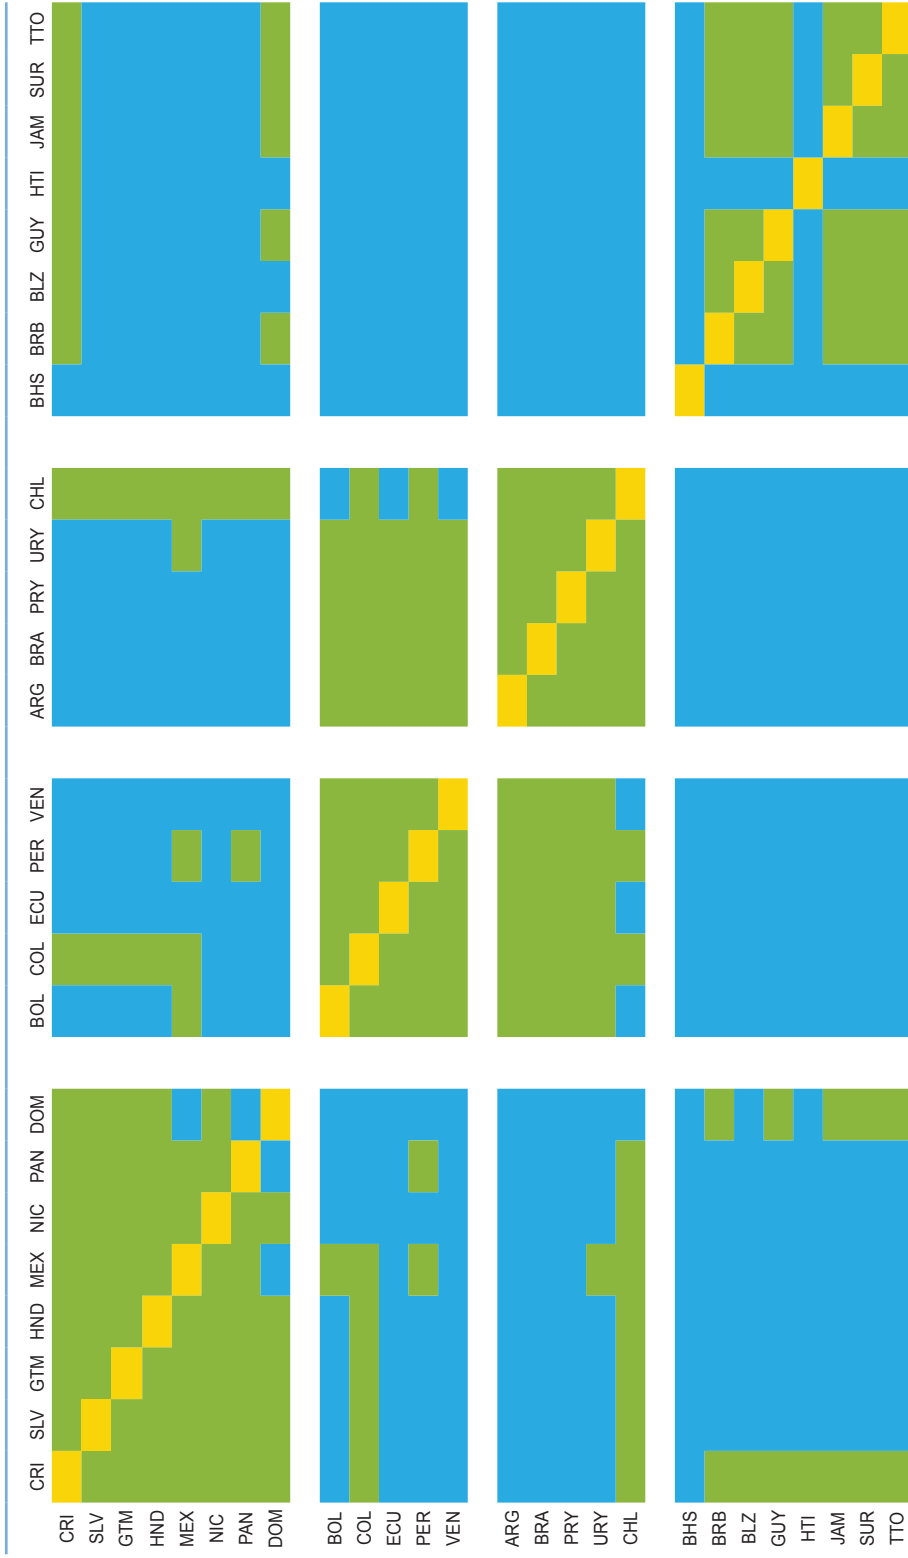 TTO
SUR
JAM
HTI
GUY
BLZ
BRB
BHS
CHL
URY
PRY
BRA
ARG
VEN
PER
ECU
COL
BOL
DOM
PAN
NIC
MEX
HND
GTM
SLV
CRI
CRI
SLV
GTM
HND
MEX
NIC
PAN
DOM
BOL
COL
ECU
PER
VEN
ARG
BRA
PRY
URY
CHL
BHS
BRB
BLZ
GUY
HTI
JAM
SUR
TTO